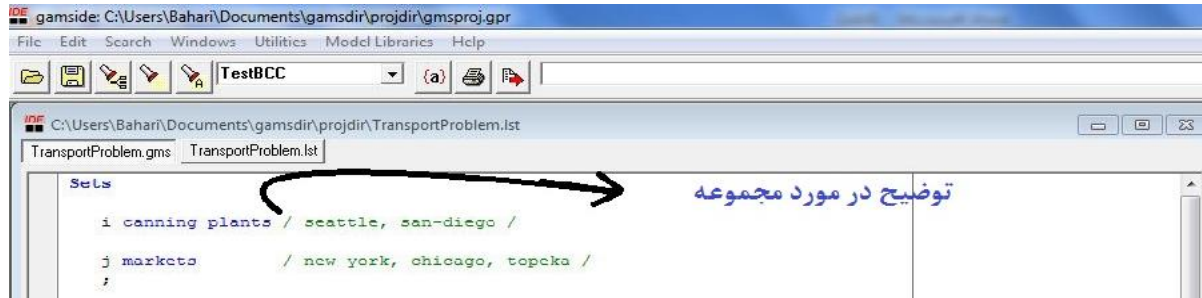 IDE gamside: C:\Users\Bahari\Documents\gamsdir\projdir\gmsproj.gpr
File Edit Search Windows Utilities Model Libraries Help
TestBCC {a}
IDE C:\Users\Bahari\Documents\gamsdir\projdir\TransportProblem.lst
TransportProblem.gms TransportProblem.lst
Sets
توضیح در مورد مجموعه
i canning plants / seattle, san-diego /
j markets / new york, chicago, topeka /
;